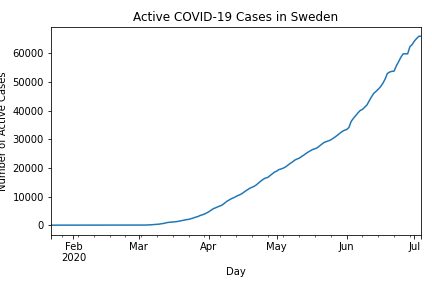 Active COVID-19 Cases in Sweden
Number of Active Cases
60000
50000
40000
30000
20000
10000
0
Feb
2020
Mar
Apr
May
Jun
Jul
Day